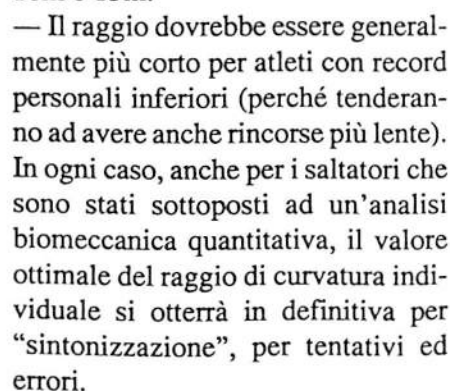 — Il raggio dovrebbe essere general-
mente più corto per atleti con record
personali inferiori (perché tenderan-
no ad avere anche rincorse più lente).
In ogni caso, anche per i saltatori che
sono stati sottoposti ad un'analisi
biomeccanica quantitativa, il valore
ottimale del raggio di curvatura indi-
viduale si otterrà in definitiva per
"sintonizzazione", per tentativi ed
errori.